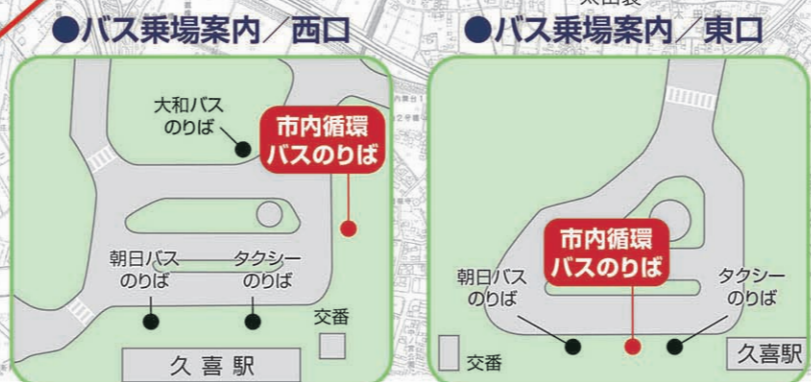 ●バス乗場案内／西口
大和バス
のりば
市内循環
バスのりば
朝日バス
のりば
タクシー
のりば
交番
久喜駅
●バス乗場案内／東口
市内循環
バスのりば
朝日バス
のりば
タクシー
のりば
交番
久喜駅